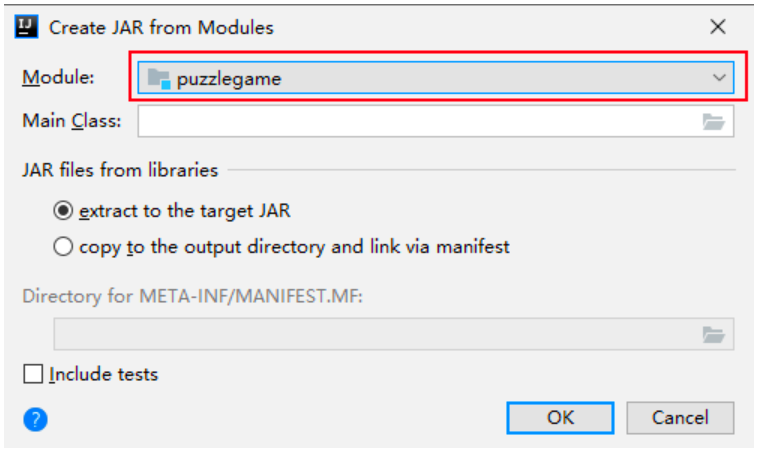 Create JAR from Modules
Module: puzzlegame
Main Class:
JAR files from libraries
extract to the target JAR
copy to the output directory and link via manifest
Directory for META-INF/MANIFEST.MF:
Include tests
? OK Cancel